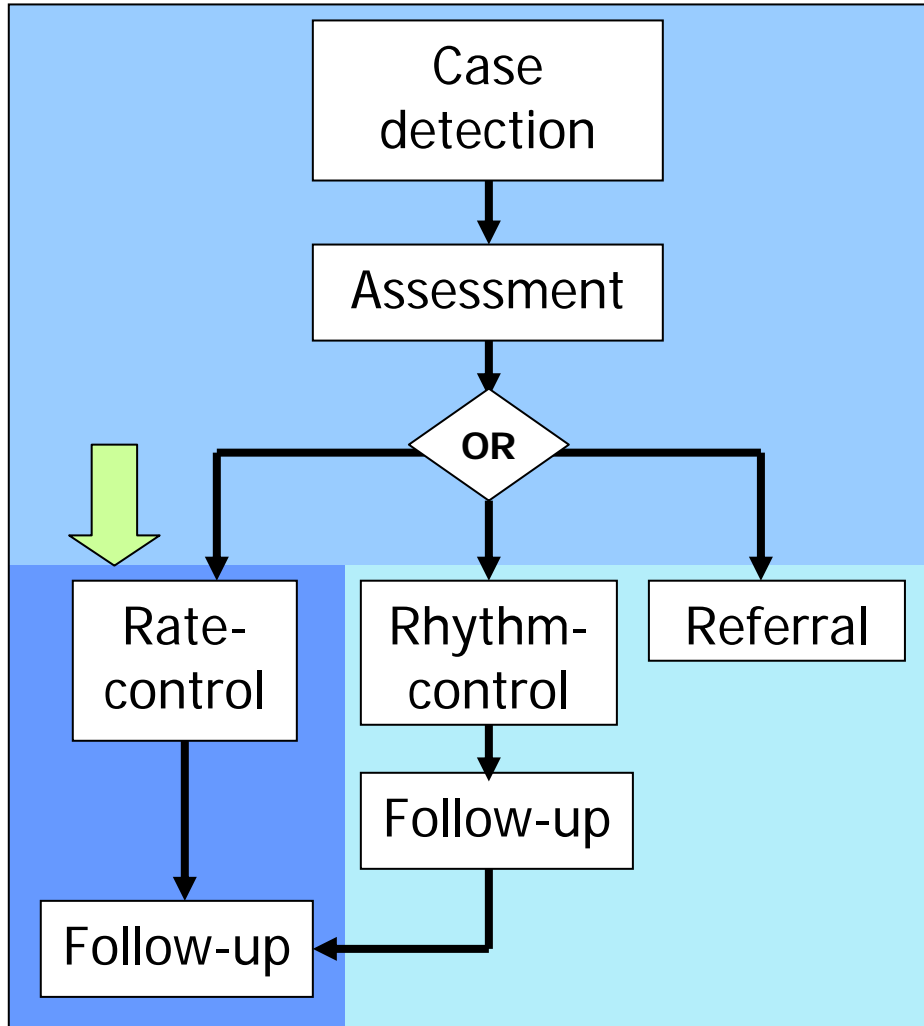 Case
detection
Assessment
OR
Rate-
control
Rhythm-
control
Referral
Follow-up
Follow-up